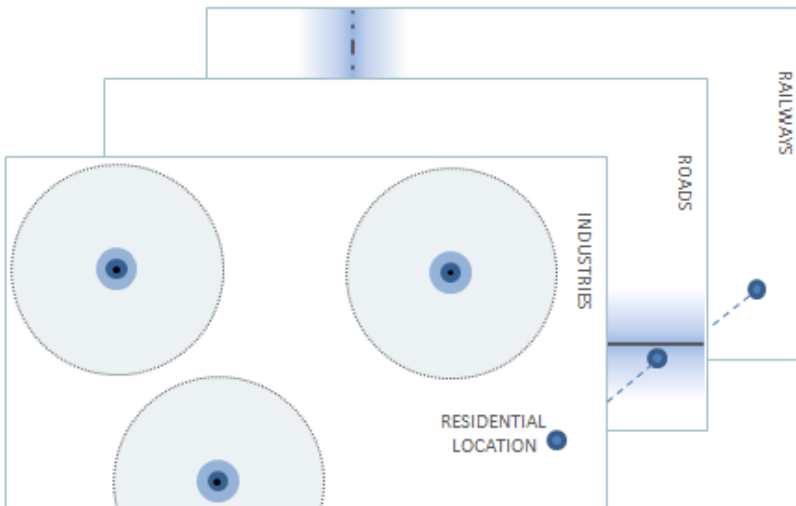 RAILWAYS
ROADS
INDUSTRIES
RESIDENTIAL
LOCATION